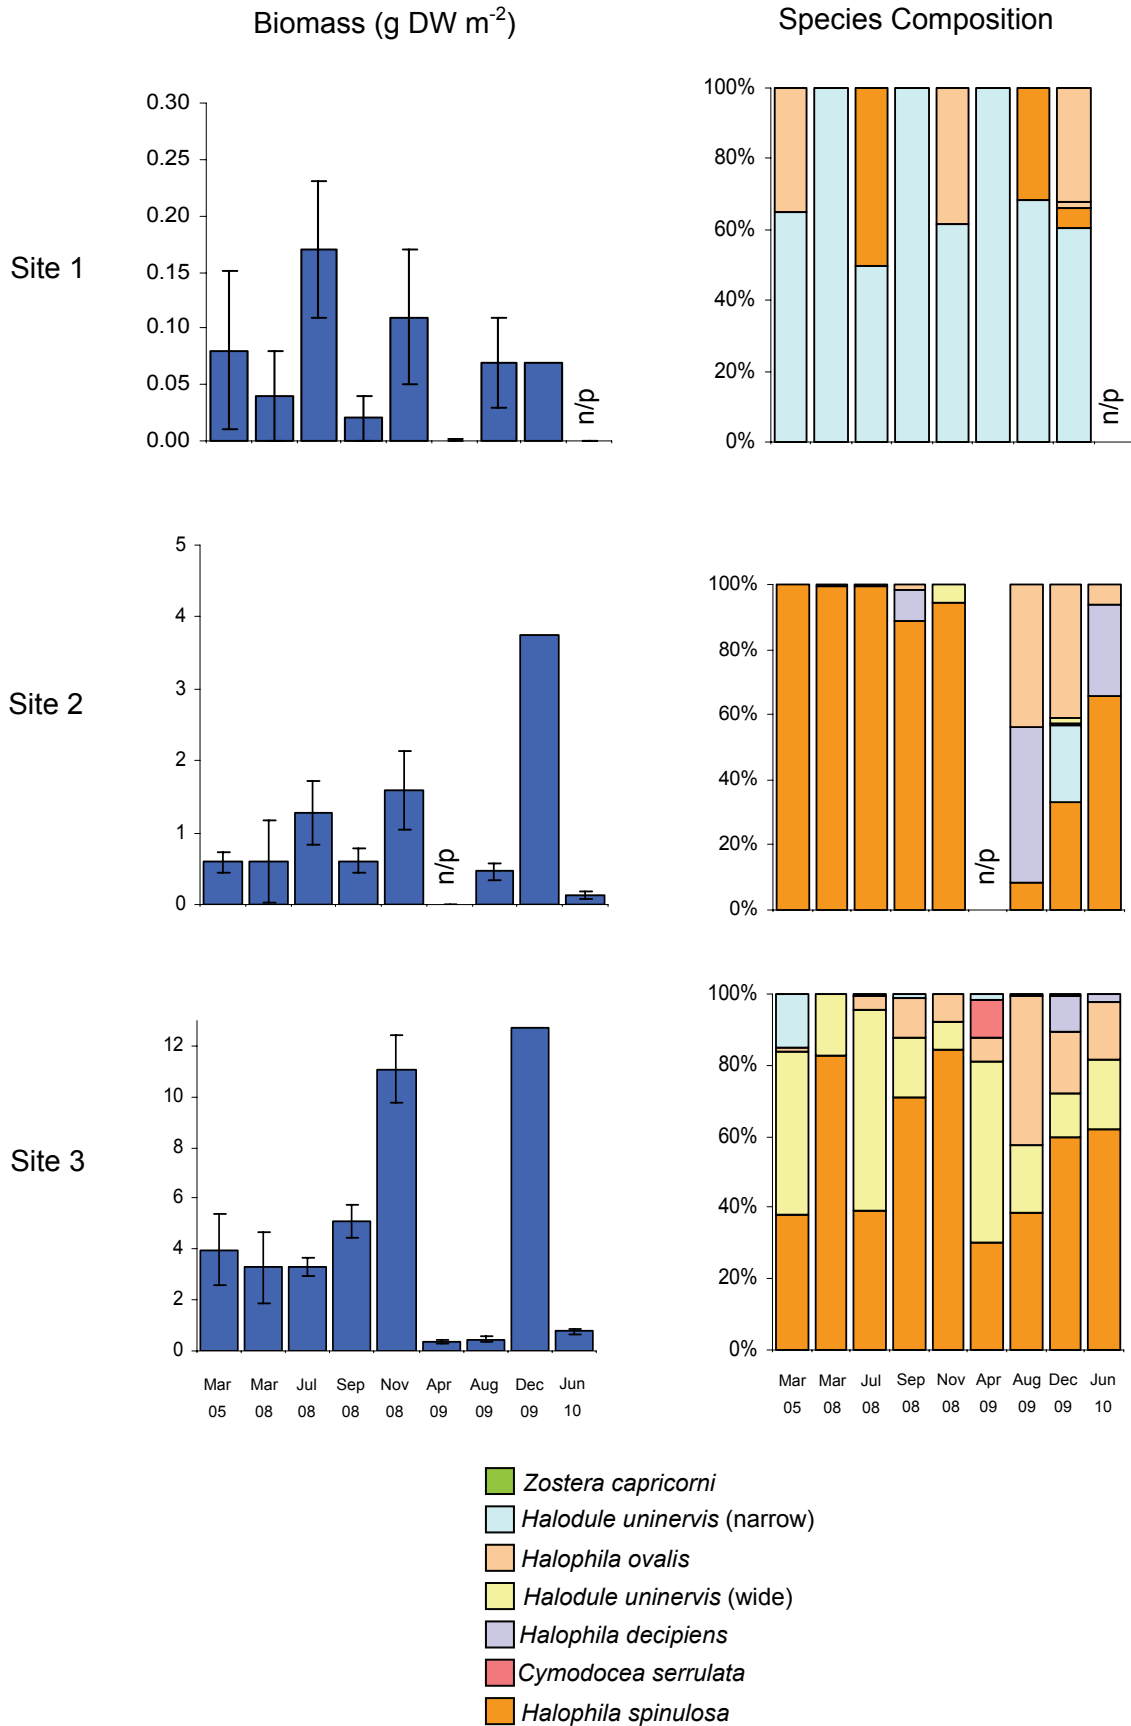 Biomass (g DW m-2)
Species Composition
Site 1
0.30
0.25
0.20
0.15
0.10
0.05
0.00
n/p
100%
80%
60%
40%
20%
0%
n/p
Site 2
5
4
3
2
1
0
n/p
100%
80%
60%
40%
20%
0%
n/p
Site 3
12
10
8
6
4
2
0
Mar Mar Jul Sep Nov Apr Aug Dec Jun
05 08 08 08 08 09 09 09 10
100%
80%
60%
40%
20%
0%
Mar Mar Jul Sep Nov Apr Aug Dec Jun
05 08 08 08 08 09 09 09 10
Zostera capricorni
Halodule uninervis (narrow)
Halophila ovalis
Halodule uninervis (wide)
Halophila decipiens
Cymodocea serrulata
Halophila spinulosa